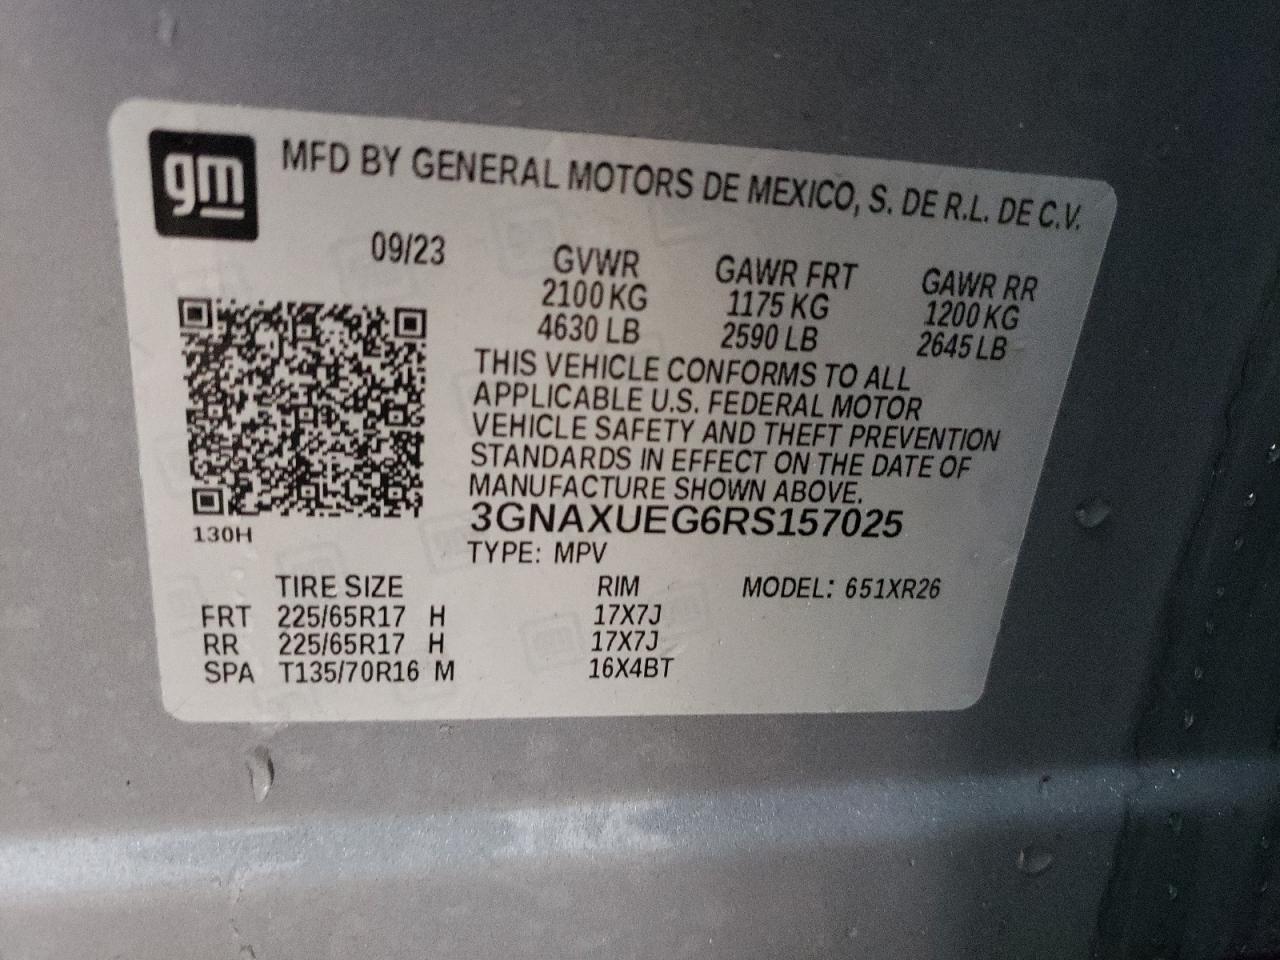 gm
MFD BY GENERAL MOTORS DE MEXICO, S. DE R.L. DE C.V.
09/23 GVWR GAWR FRT GAWR RR
2100 KG 1175 KG 1200 KG
4630 LB 2590 LB 2645 LB
THIS VEHICLE CONFORMS TO ALL
APPLICABLE U.S. FEDERAL MOTOR
VEHICLE SAFETY AND THEFT PREVENTION
STANDARDS IN EFFECT ON THE DATE OF
MANUFACTURE SHOWN ABOVE.
3GNAXUEG6RS157025
130H
TYPE: MPV
TIRE SIZE RIM MODEL: 651XR26
FRT 225/65R17 H 17X7J
RR 225/65R17 H 17X7J
SPA T135/70R16 M 16X4BT